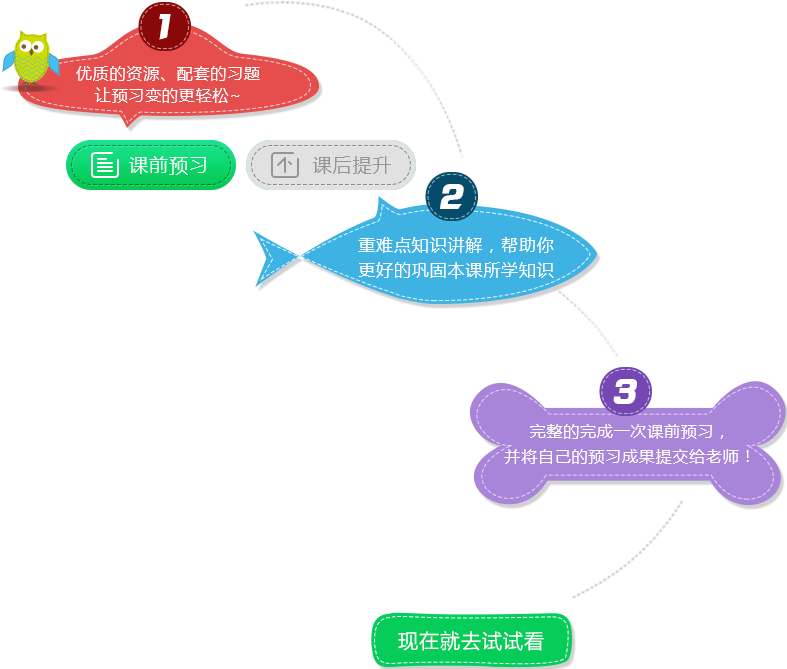 1
优质的资源、配套的习题
让预习变的更轻松~
课前预习
课后提升
2
重难点知识讲解，帮助你
更好的巩固本课所学知识
3
完整的完成一次课前预习，
并将自己的预习成果提交给老师！
现在就去试试看